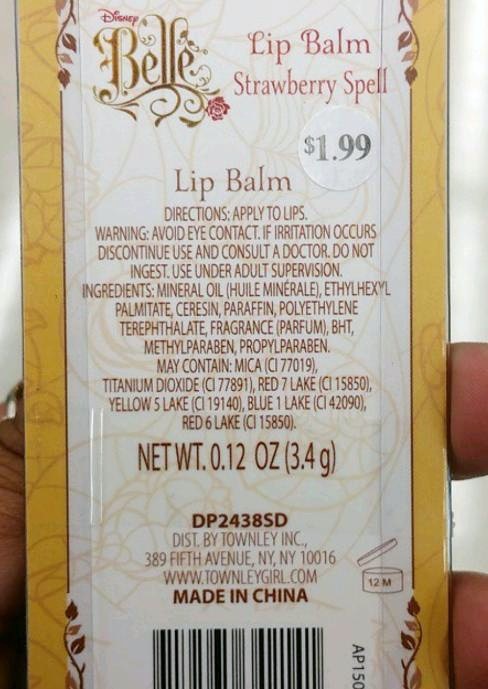 Disney
Belle
Lip Balm
Strawberry Spell
$1.99
Lip Balm
DIRECTIONS: APPLY TO LIPS.
WARNING: AVOID EYE CONTACT. IF IRRITATION OCCURS
DISCONTINUE USE AND CONSULT A DOCTOR. DO NOT
INGEST. USE UNDER ADULT SUPERVISION.
INGREDIENTS: MINERAL OIL (HUILE MINÉRALE), ETHYLHEXYL
PALMITATE, CERESIN, PARAFFIN, POLYETHYLENE
TEREPHTHALATE, FRAGRANCE (PARFUM), BHT,
METHYLPARABEN, PROPYLPARABEN.
MAY CONTAIN: MICA (CI 77019),
TITANIUM DIOXIDE (CI 77891), RED 7 LAKE (CI 15850),
YELLOW 5 LAKE (CI 19140), BLUE 1 LAKE (CI 42090),
RED 6 LAKE (CI 15850).
NET WT. 0.12 OZ (3.4 g)
DP2438SD
DIST. BY TOWNLEY INC.,
389 FIFTH AVENUE, NY, NY 10016
WWW.TOWNLEYGIRL.COM
MADE IN CHINA
12 M
AP150